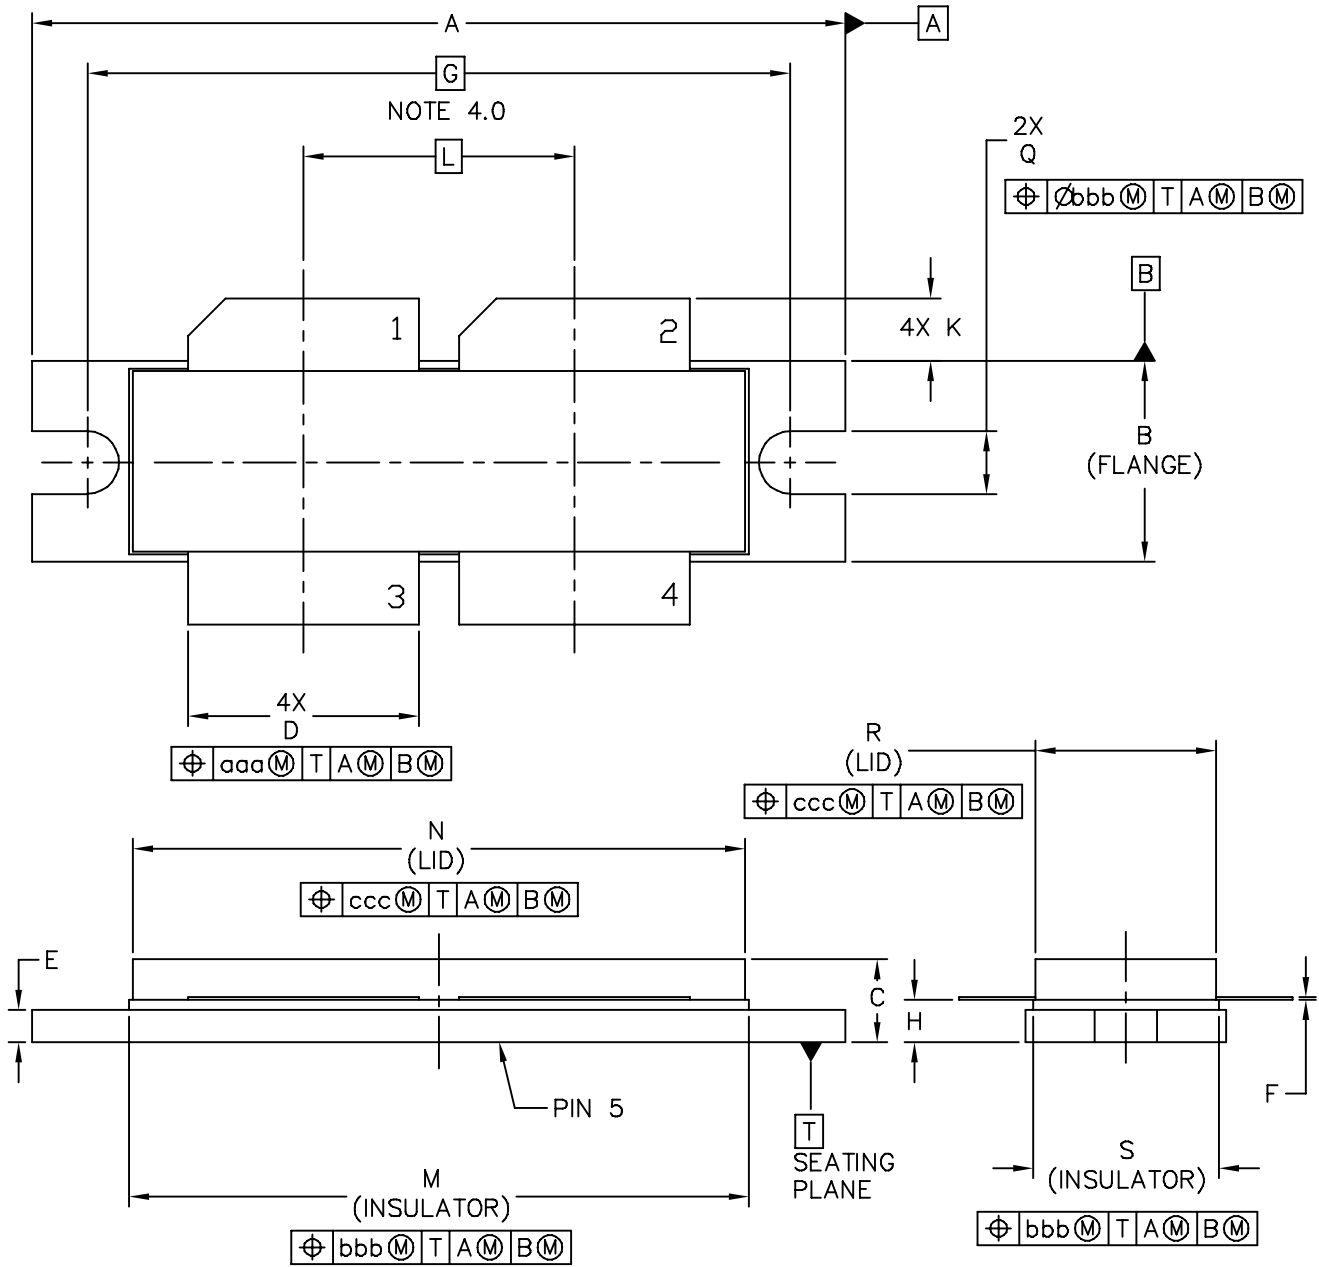 A
A
G
NOTE 4.0
L
2X
Q
⌖ Øbbb Ⓜ T A Ⓜ B Ⓜ
B
1
2
4X K
B
(FLANGE)
3
4
4X
D
⌖ aaa Ⓜ T A Ⓜ B Ⓜ
R
(LID)
⌖ ccc Ⓜ T A Ⓜ B Ⓜ
N
(LID)
⌖ ccc Ⓜ T A Ⓜ B Ⓜ
E
C
H
PIN 5
F
T
SEATING
PLANE
M
(INSULATOR)
⌖ bbb Ⓜ T A Ⓜ B Ⓜ
S
(INSULATOR)
⌖ bbb Ⓜ T A Ⓜ B Ⓜ